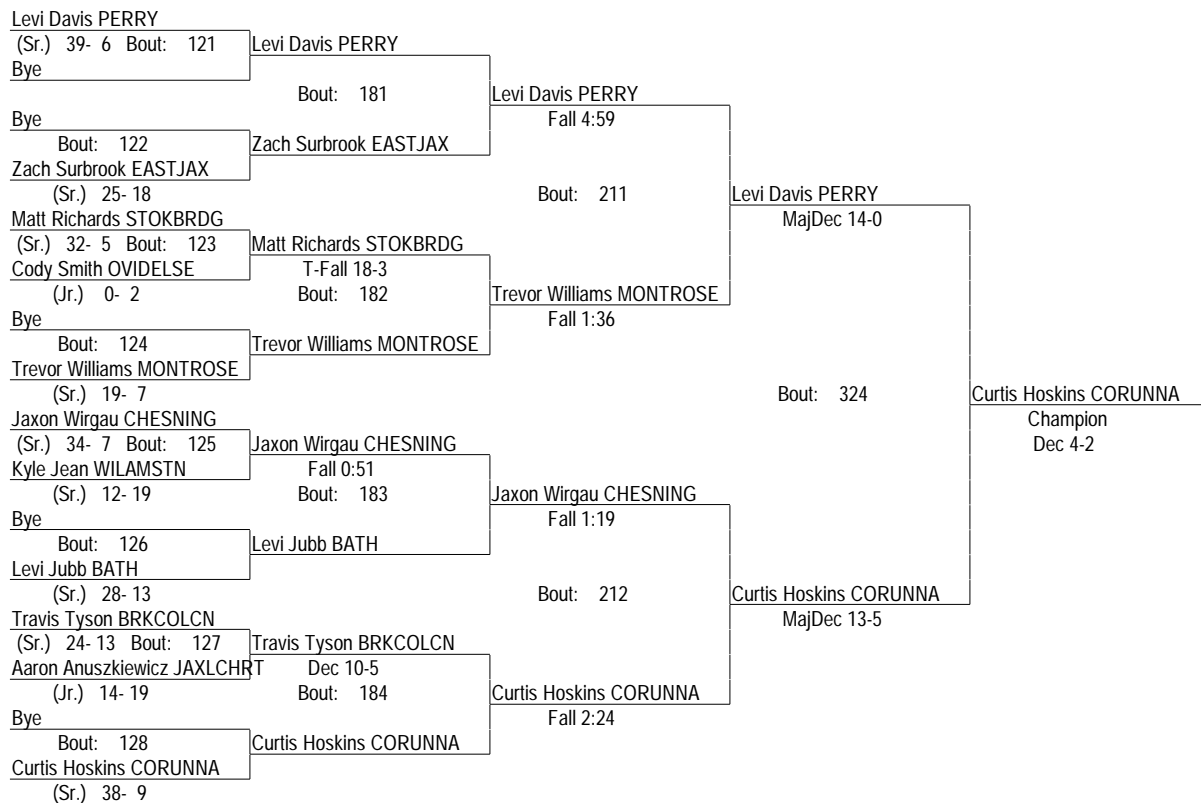 Levi Davis PERRY
(Sr.) 39- 6 Bout: 121 Levi Davis PERRY
Bye
Bout: 181 Levi Davis PERRY
Bye Fall 4:59
Bout: 122 Zach Surbrook EASTJAX
Zach Surbrook EASTJAX
(Sr.) 25- 18 Bout: 211 Levi Davis PERRY
Matt Richards STOKBRDG MajDec 14-0
(Sr.) 32- 5 Bout: 123 Matt Richards STOKBRDG
Cody Smith OVIDELSE T-Fall 18-3
(Jr.) 0- 2 Bout: 182 Trevor Williams MONTROSE
Bye Fall 1:36
Bout: 124 Trevor Williams MONTROSE
Trevor Williams MONTROSE
(Sr.) 19- 7 Bout: 324 Curtis Hoskins CORUNNA
Jaxon Wirgau CHESNING Champion
(Sr.) 34- 7 Bout: 125 Jaxon Wirgau CHESNING Dec 4-2
Kyle Jean WILAMSTN Fall 0:51
(Sr.) 12- 19 Bout: 183 Jaxon Wirgau CHESNING
Bye Fall 1:19
Bout: 126 Levi Jubb BATH
Levi Jubb BATH
(Sr.) 28- 13 Bout: 212 Curtis Hoskins CORUNNA
Travis Tyson BRKCOLCN MajDec 13-5
(Sr.) 24- 13 Bout: 127 Travis Tyson BRKCOLCN
Aaron Anuszkiewicz JAXLCHRT Dec 10-5
(Jr.) 14- 19 Bout: 184 Curtis Hoskins CORUNNA
Bye Fall 2:24
Bout: 128 Curtis Hoskins CORUNNA
Curtis Hoskins CORUNNA
(Sr.) 38- 9